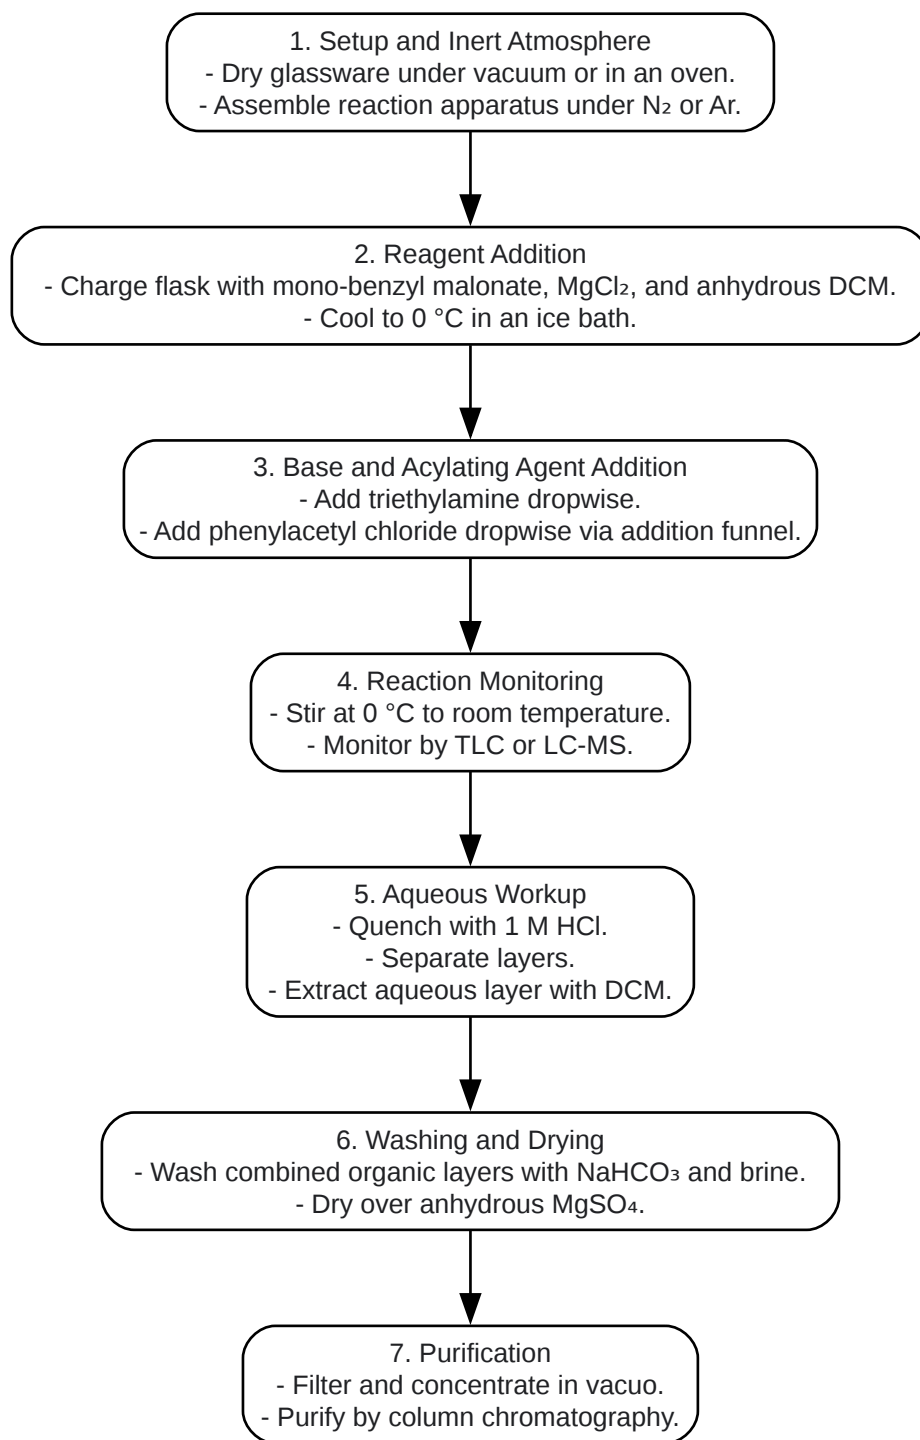 1. Setup and Inert Atmosphere
- Dry glassware under vacuum or in an oven.
- Assemble reaction apparatus under N₂ or Ar.
2. Reagent Addition
- Charge flask with mono-benzyl malonate, MgCl₂, and anhydrous DCM.
- Cool to 0 °C in an ice bath.
3. Base and Acylating Agent Addition
- Add triethylamine dropwise.
- Add phenylacetyl chloride dropwise via addition funnel.
4. Reaction Monitoring
- Stir at 0 °C to room temperature.
- Monitor by TLC or LC-MS.
5. Aqueous Workup
- Quench with 1 M HCl.
- Separate layers.
- Extract aqueous layer with DCM.
6. Washing and Drying
- Wash combined organic layers with NaHCO₃ and brine.
- Dry over anhydrous MgSO₄.
7. Purification
- Filter and concentrate in vacuo.
- Purify by column chromatography.